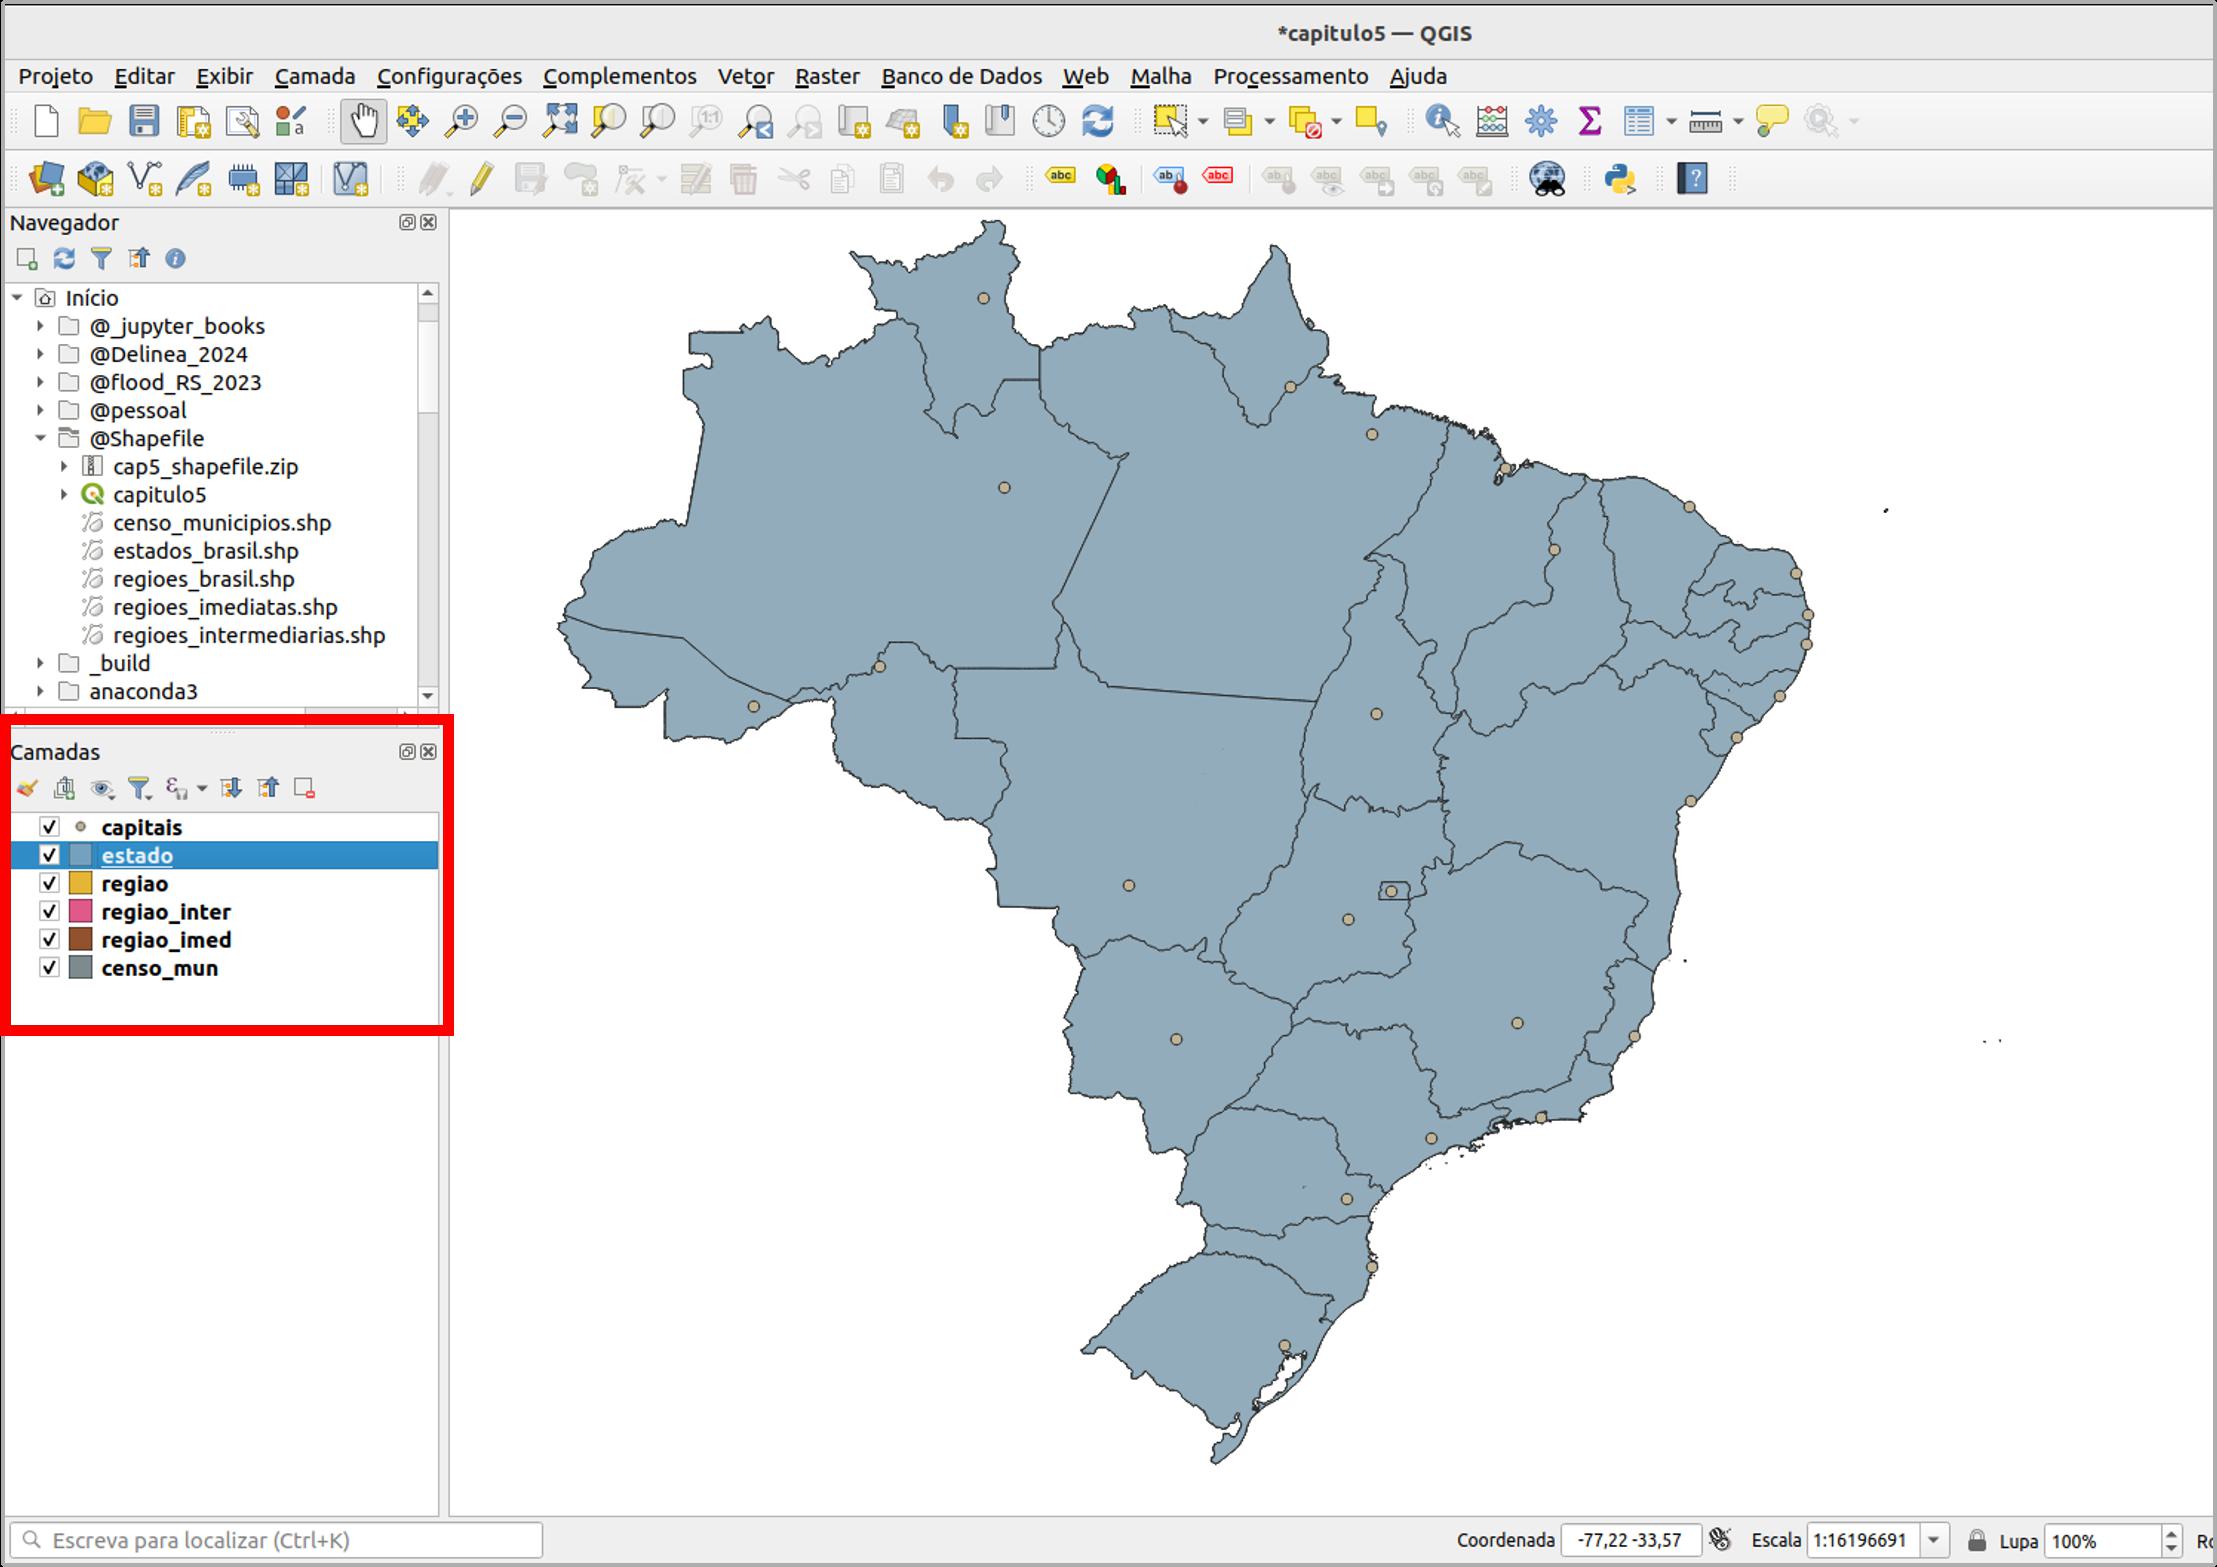 *capitulo5 — QGIS
Projeto Editar Exibir Camada Configurações Complementos Vetor Raster Banco de Dados Web Malha Processamento Ajuda
Navegador
Início
@_jupyter_books
@Delinea_2024
@flood_RS_2023
@pessoal
@Shapefile
cap5_shapefile.zip
capitulo5
censo_municipios.shp
estados_brasil.shp
regioes_brasil.shp
regioes_imediatas.shp
regioes_intermediarias.shp
_build
anaconda3
Camadas
capitais
estado
regiao
regiao_inter
regiao_imed
censo_mun
Escreva para localizar (Ctrl+K)
Coordenada -77,22 -33,57 Escala 1:16196691 Lupa 100%